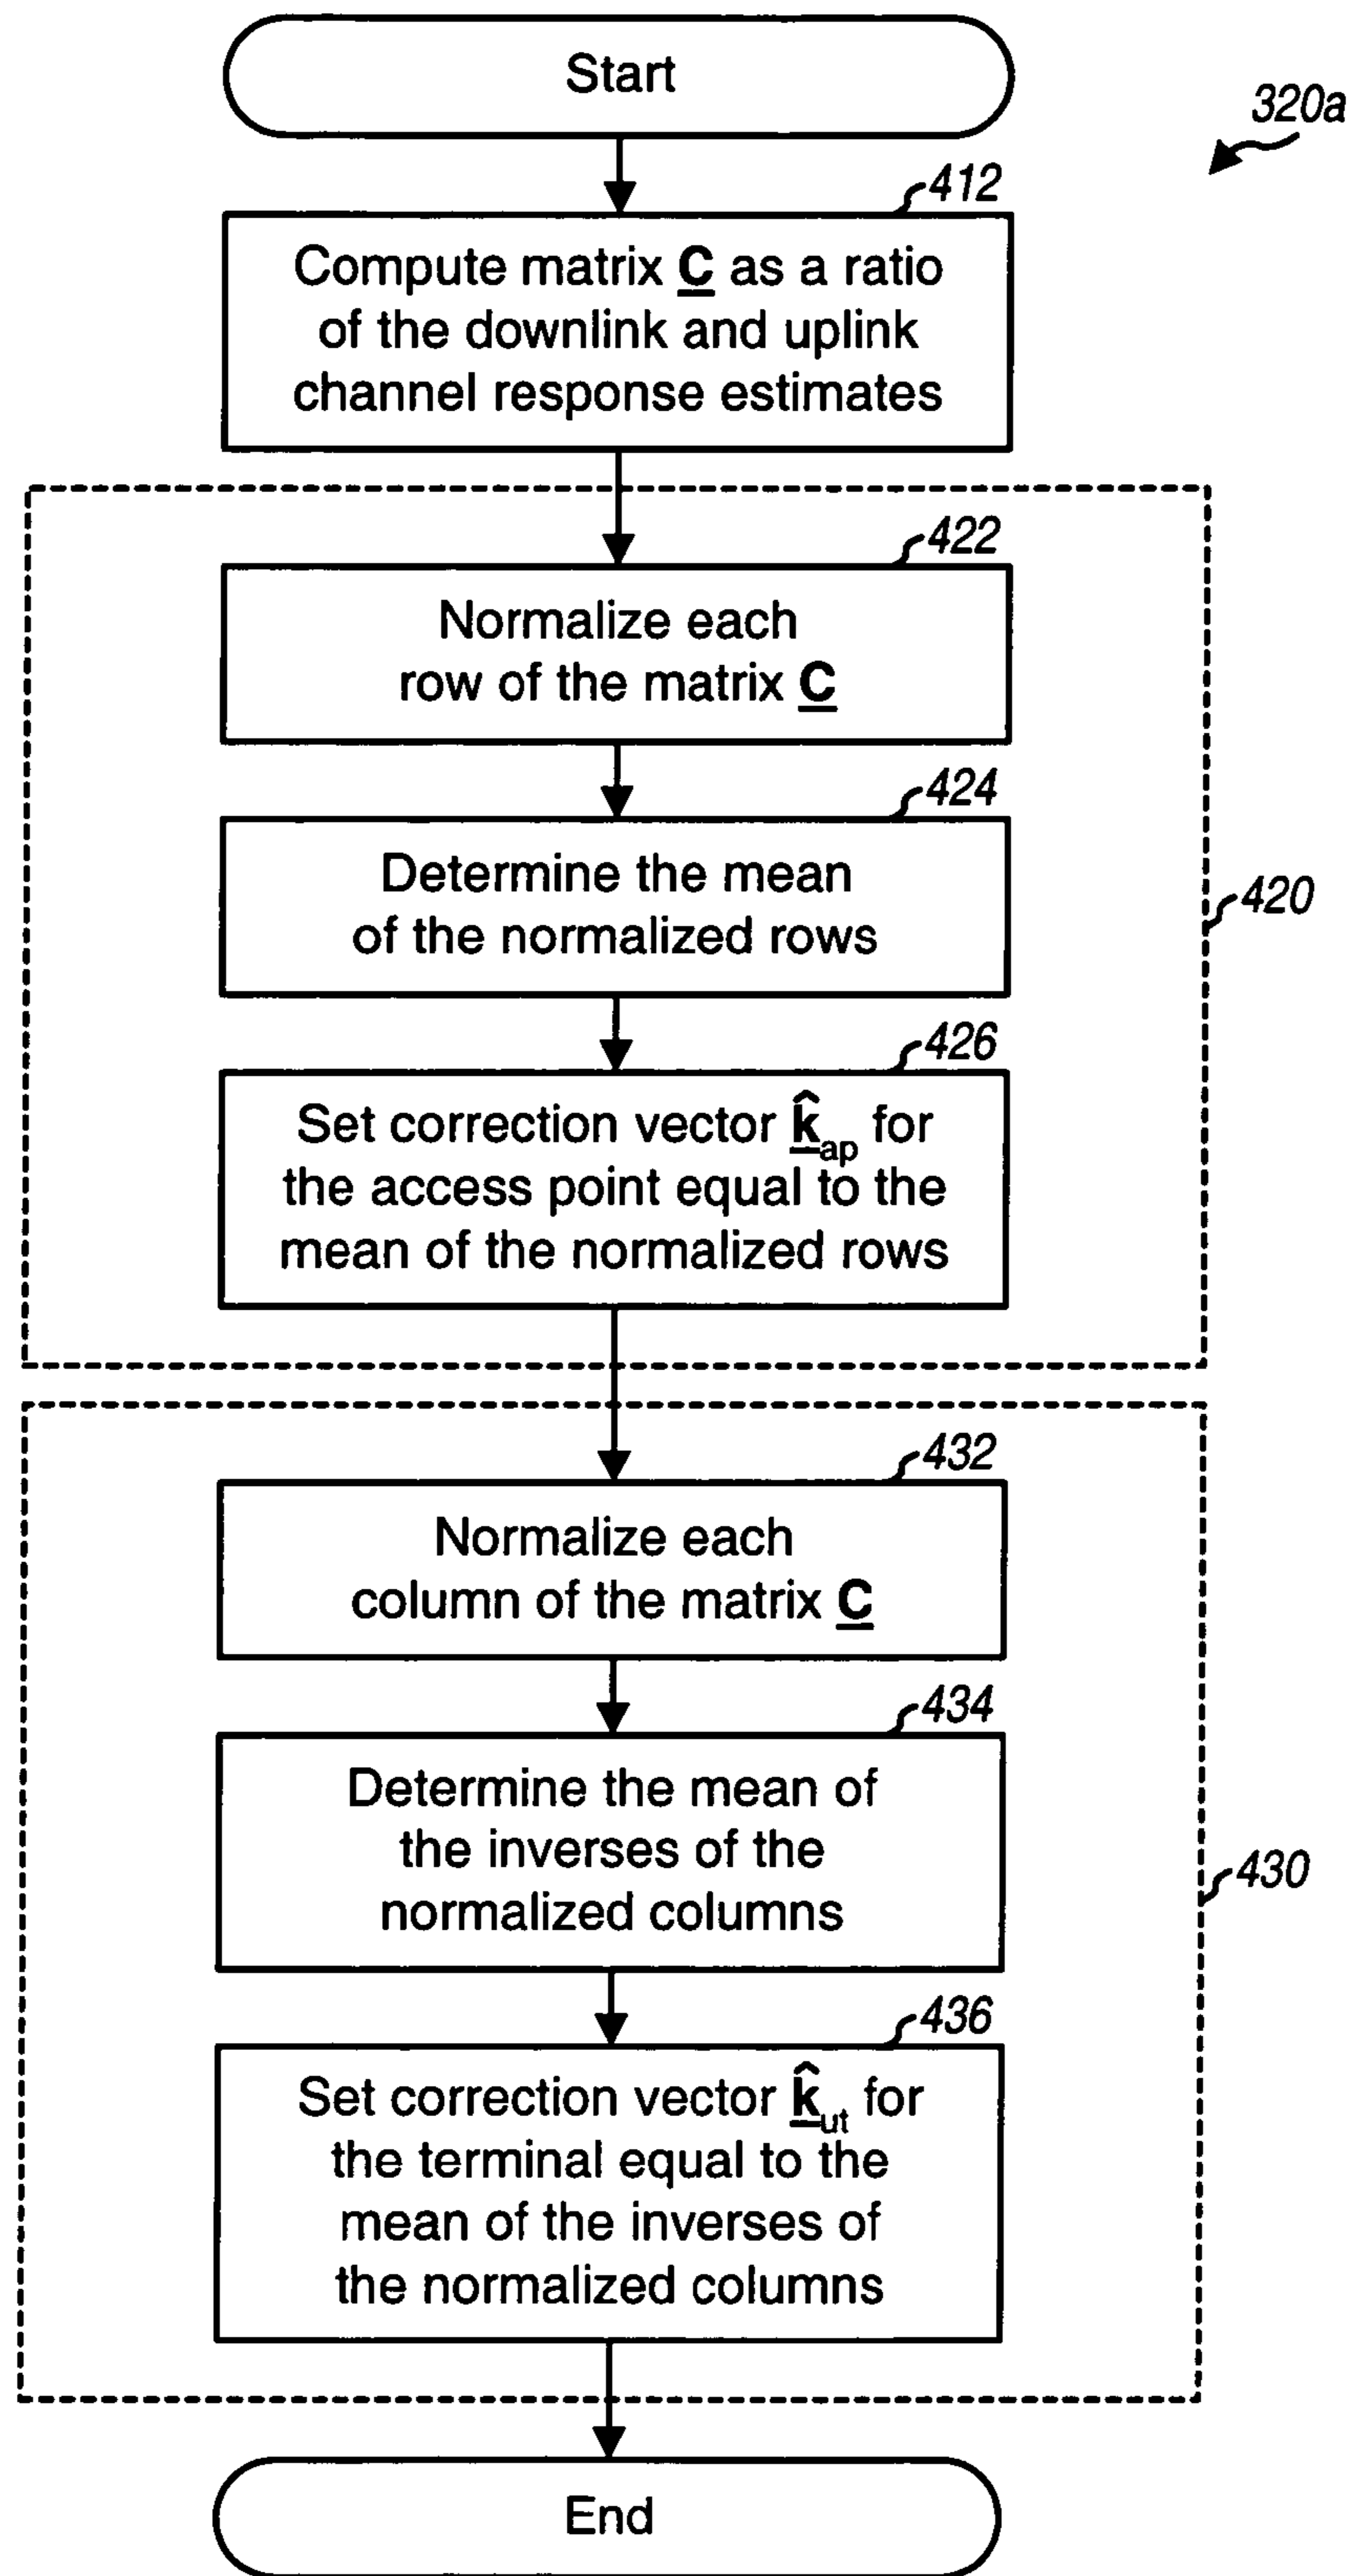 Start
320a
412
Compute matrix C as a ratio
of the downlink and uplink
channel response estimates
422
Normalize each
row of the matrix C
424
Determine the mean
of the normalized rows
420
426
Set correction vector k̂ap for
the access point equal to the
mean of the normalized rows
432
Normalize each
column of the matrix C
434
Determine the mean of
the inverses of the
normalized columns
430
436
Set correction vector k̂ut for
the terminal equal to the
mean of the inverses of
the normalized columns
End